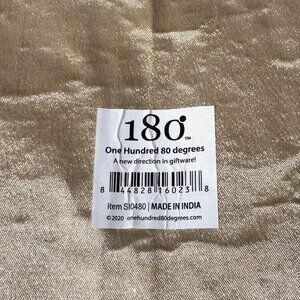 180°™
One Hundred 80 degrees
A new direction in giftware!
8 44828 16023 8
item SI0480 | MADE IN INDIA
©2020 onehundred80degrees.com